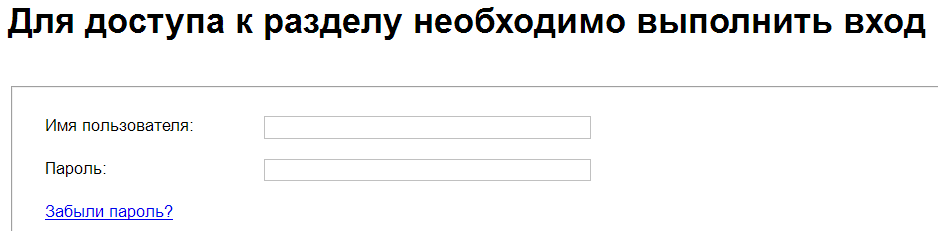 Для доступа к разделу необходимо выполнить вход
Имя пользователя:
Пароль:
Забыли пароль?